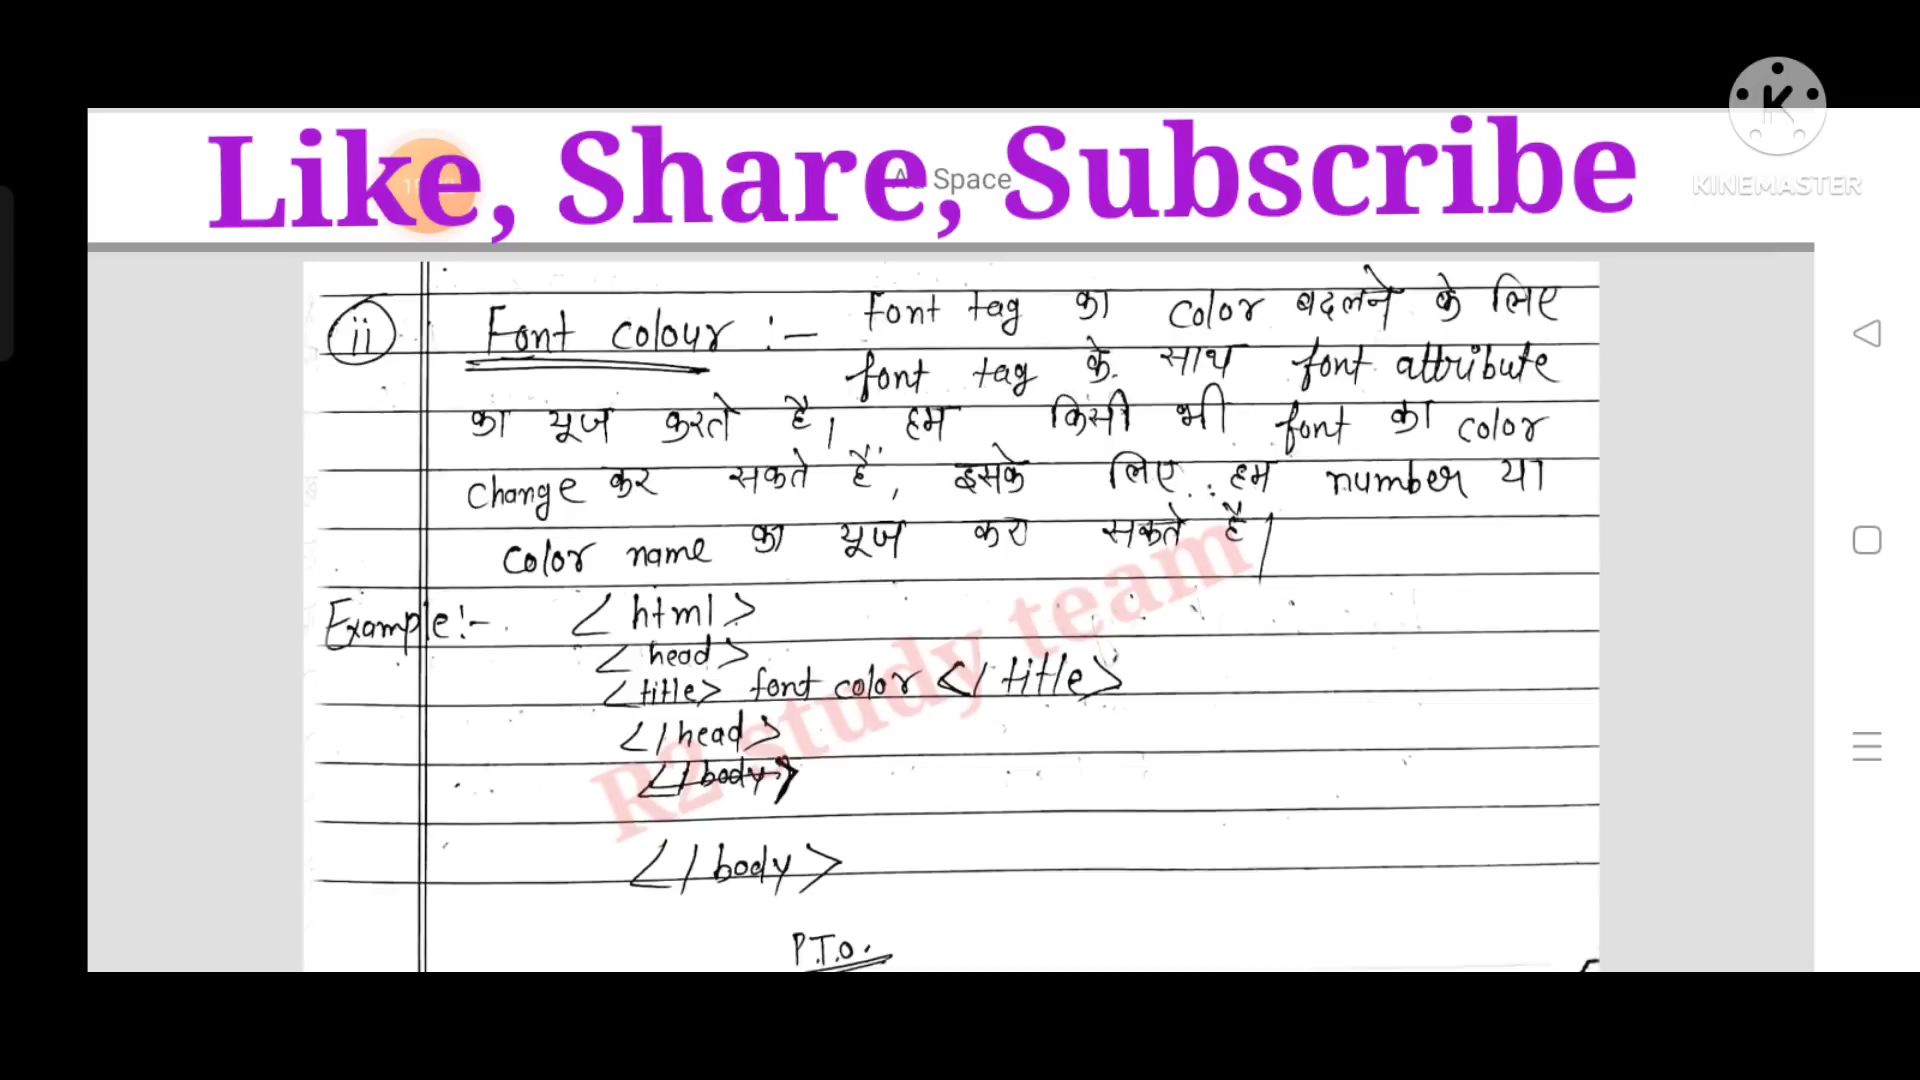 KINEMASTER
Like, Share, Subscribe
Space
ii Font colour :- Font tag का color बदलने के लिए
font tag के साथ font attribute
का यूज करते है। हम किसी भी font का color
change कर सकते हैं, इसके लिए हम number या
color name का यूज कर सकते है।
Example:- <html>
<head>
<title> font color </title>
</head>
</body>
</body>
P.T.O.
R2 study team